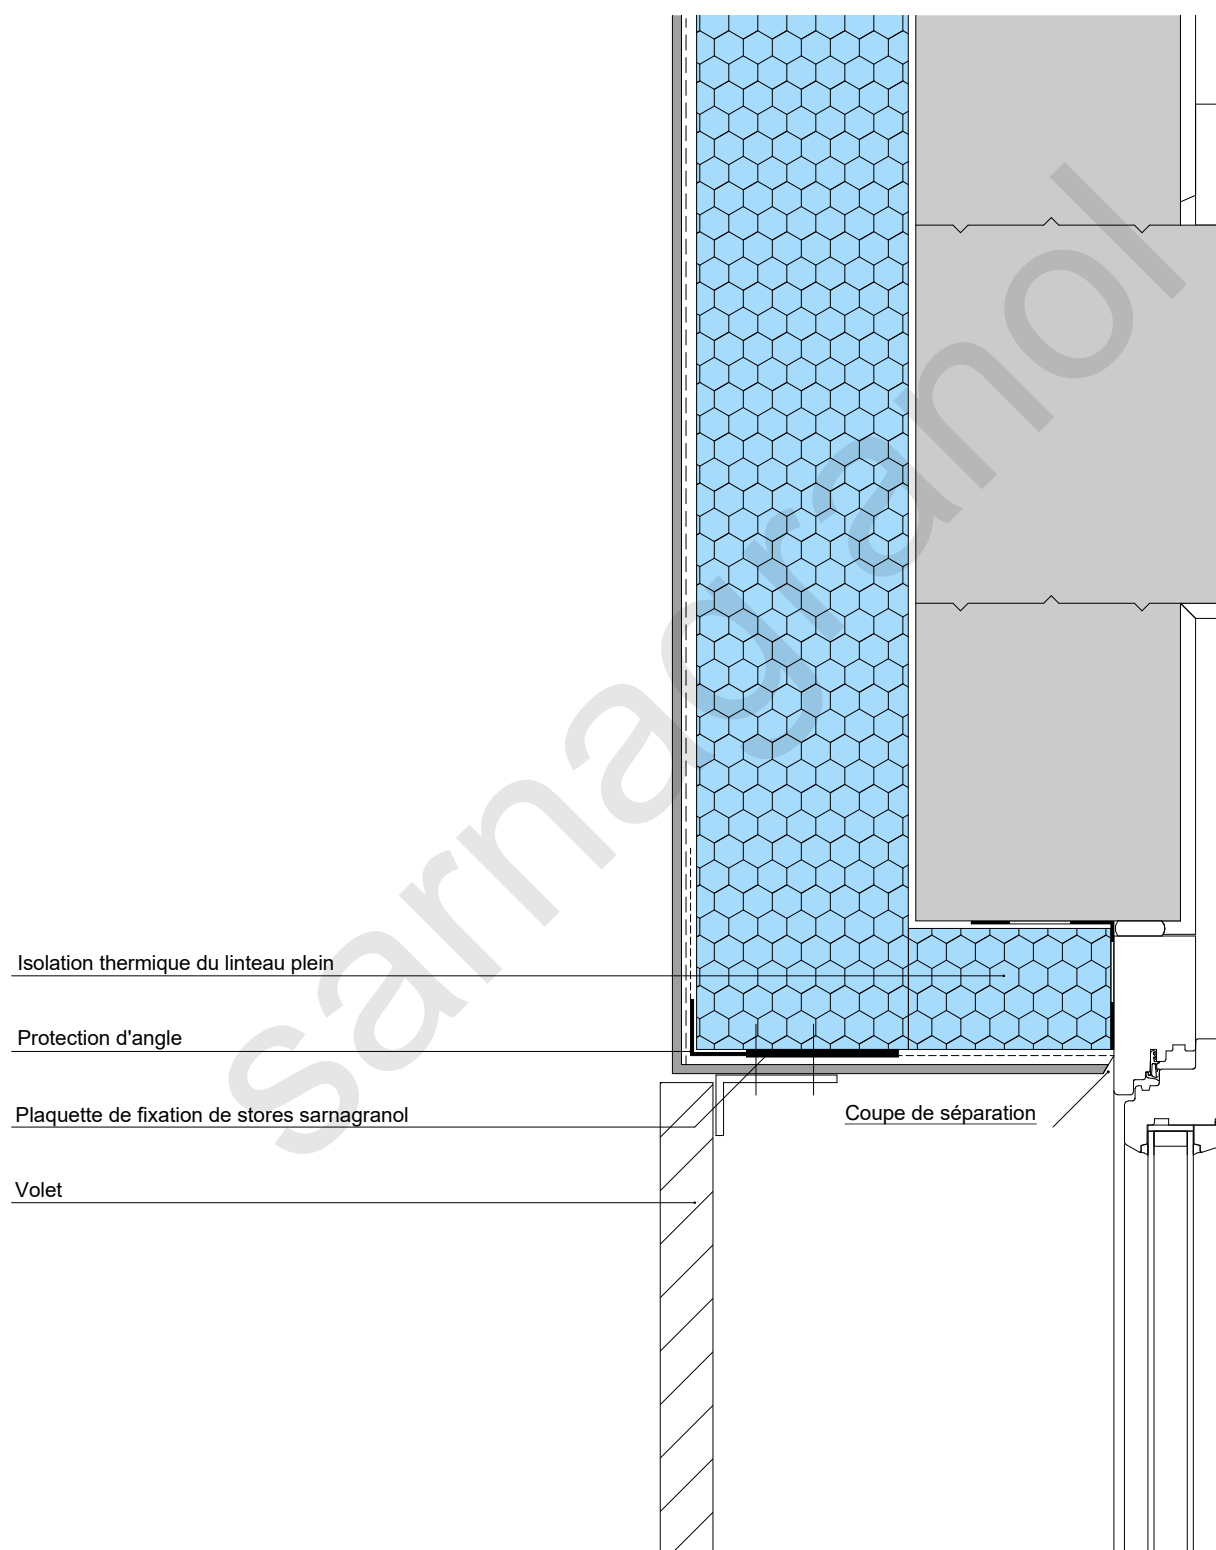 sarnagranol
Isolation thermique du linteau plein
Protection d'angle
Plaquette de fixation de stores sarnagranol
Coupe de séparation
Volet